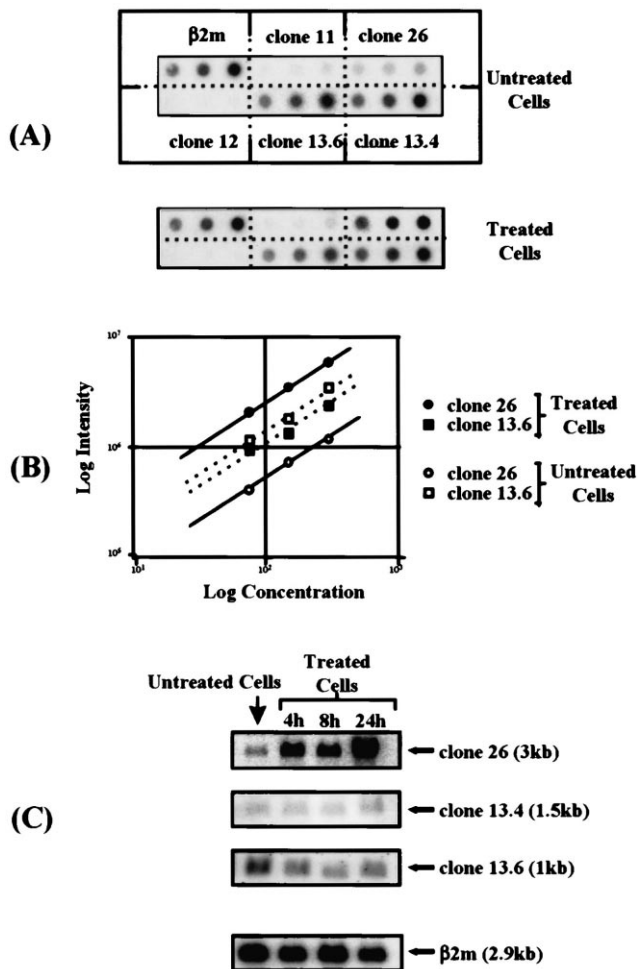 (A)
β2m clone 11 clone 26
Untreated
Cells
clone 12 clone 13.6 clone 13.4
Treated
Cells
(B)
Log Intensity
10⁷
10⁶
10¹ 10²
Log Concentration
clone 26
clone 13.6
Treated
Cells
clone 26
clone 13.6
Untreated
Cells
(C)
Untreated Cells
Treated
Cells
4h 8h 24h
clone 26 (3kb)
clone 13.4 (1.5kb)
clone 13.6 (1kb)
β2m (2.9kb)